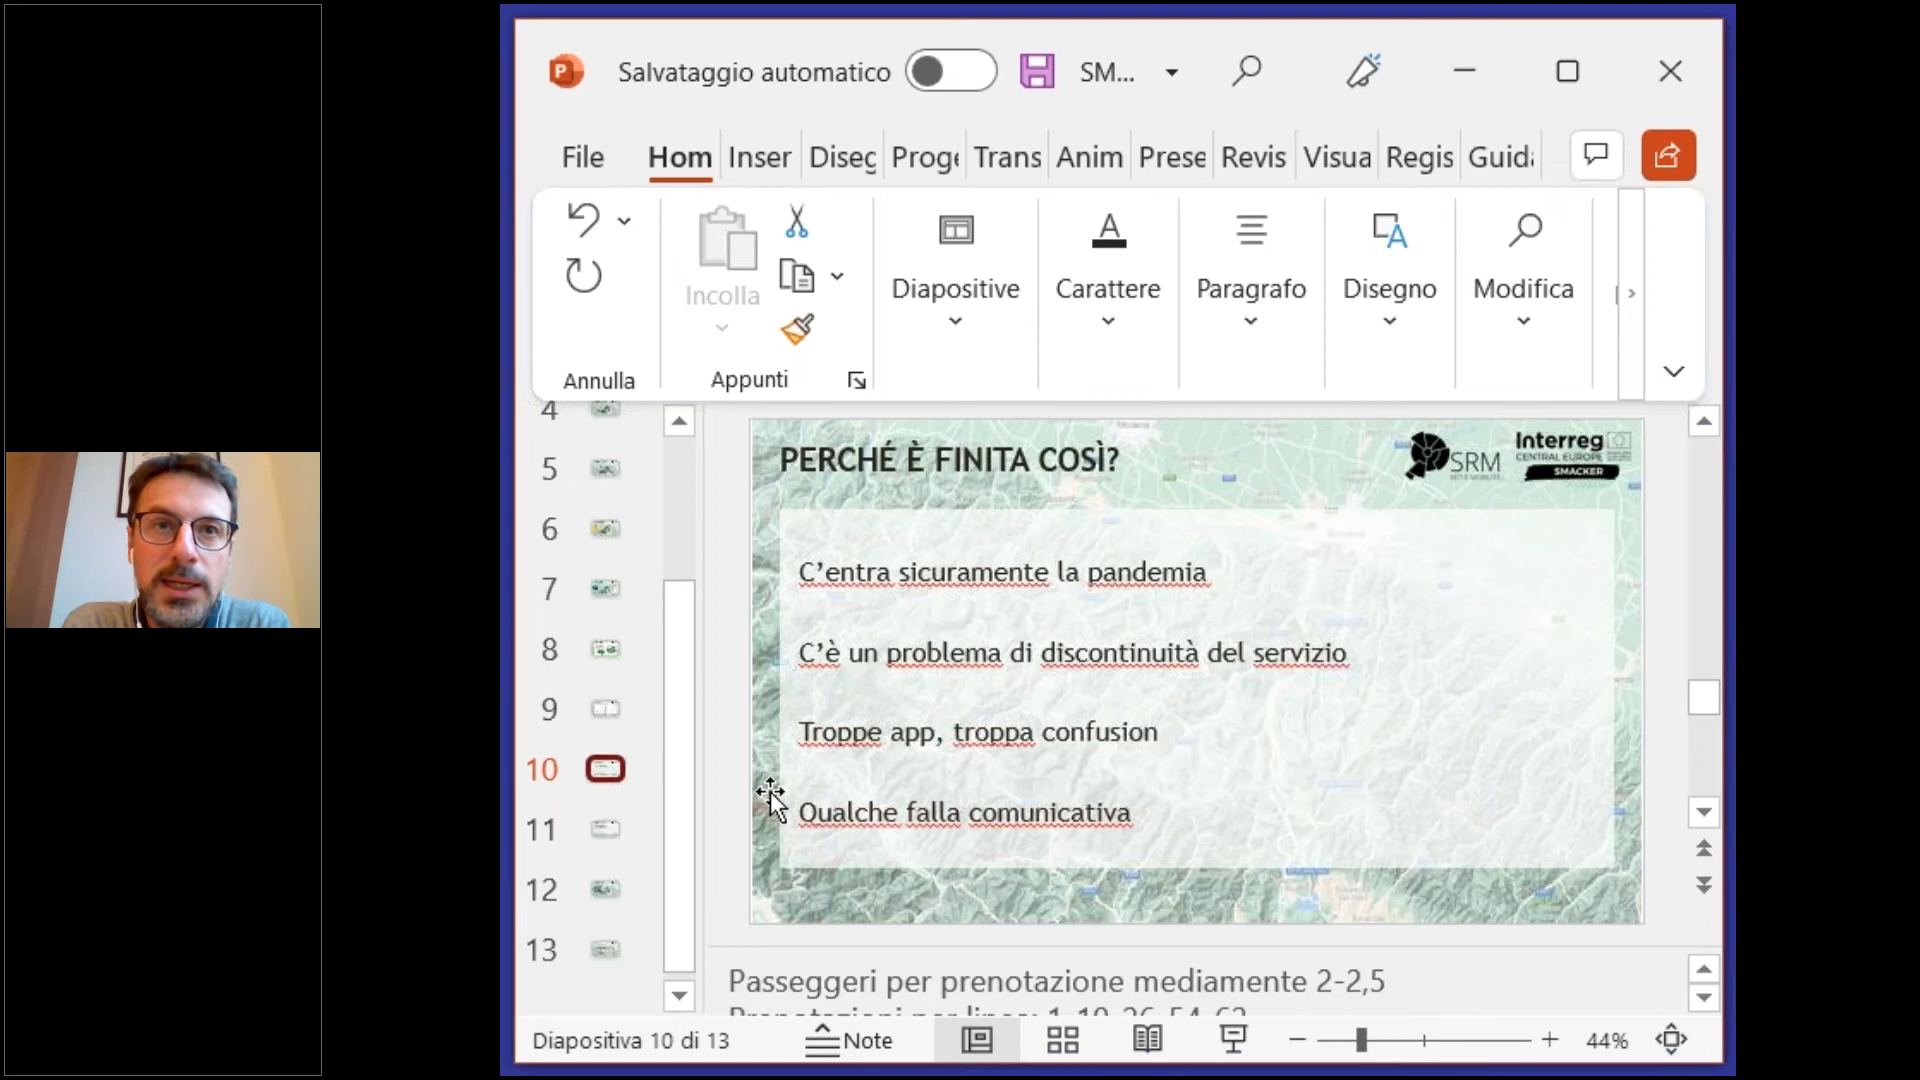 Salvataggio automatico
SM...
File Hom Inser Diseg Proge Trans Anim Prese Revis Visua Regis Guida
Incolla
Diapositive
Carattere
Paragrafo
Disegno
Modifica
Annulla
Appunti
4
5
6
7
8
9
10
11
12
13
PERCHÉ È FINITA COSÌ?
SRM
Interreg
CENTRAL EUROPE
SMACKER
C’entra sicuramente la pandemia
C’è un problema di discontinuità del servizio
Troppe app, troppa confusion
Qualche falla comunicativa
Passeggeri per prenotazione mediamente 2-2,5
Diapositiva 10 di 13
Note
44%